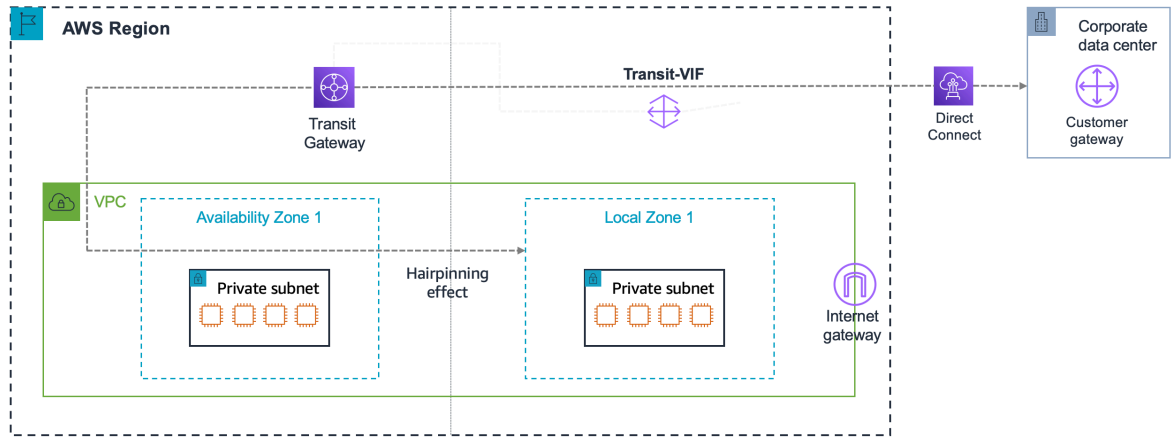 AWS Region
Corporate
data center
Transit-VIF
Transit
Gateway
Direct
Connect
Customer
gateway
VPC
Availability Zone 1
Local Zone 1
Hairpinning
effect
Private subnet
Private subnet
Internet
gateway